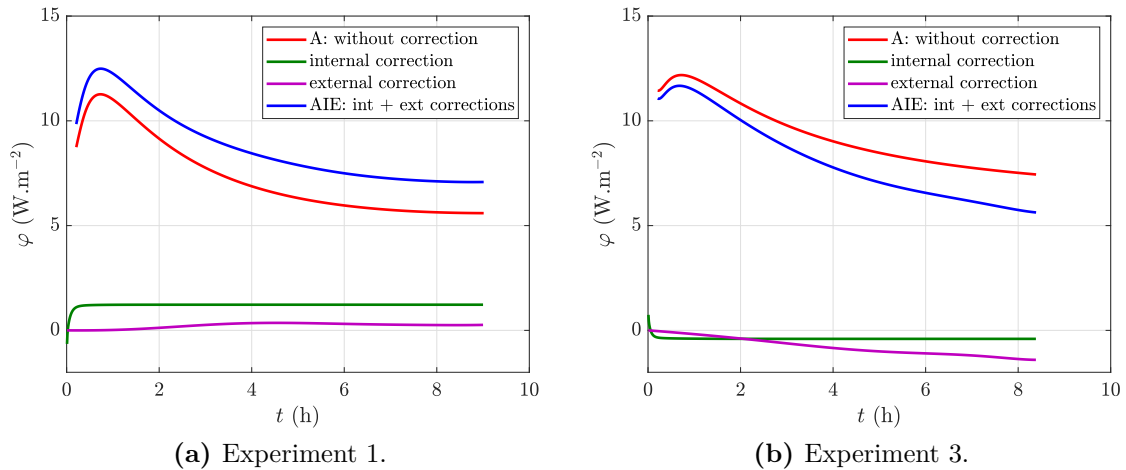 15
10
5
0
φ (W.m⁻²)
0 2 4 6 8 10
t (h)
A: without correction
internal correction
external correction
AIE: int + ext corrections
(a) Experiment 1.
15
10
5
0
φ (W.m⁻²)
0 2 4 6 8 10
t (h)
A: without correction
internal correction
external correction
AIE: int + ext corrections
(b) Experiment 3.